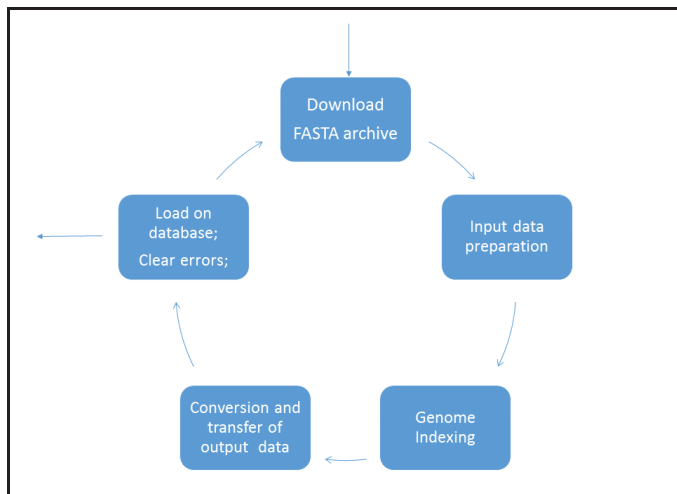 Download
FASTA archive
Input data
preparation
Genome
Indexing
Conversion and
transfer of
output data
Load on
database;
Clear errors;